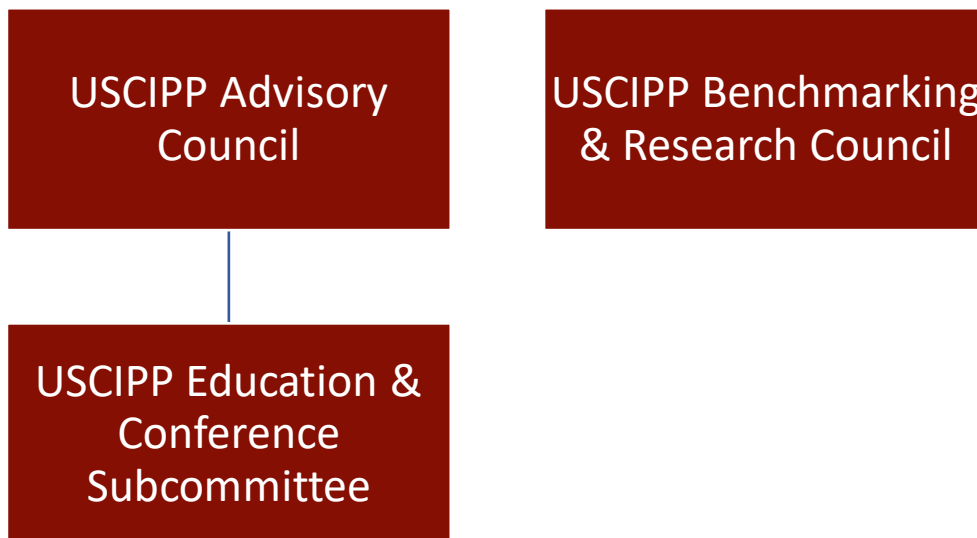 USCIPP Advisory
Council
USCIPP Benchmarking
& Research Council
USCIPP Education &
Conference
Subcommittee